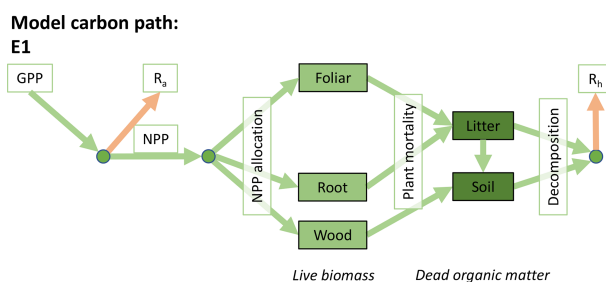 Model carbon path:
E1
GPP
Rₐ
NPP
NPP allocation
Foliar
Root
Wood
Plant mortality
Litter
Soil
Decomposition
Rₕ
Live biomass
Dead organic matter